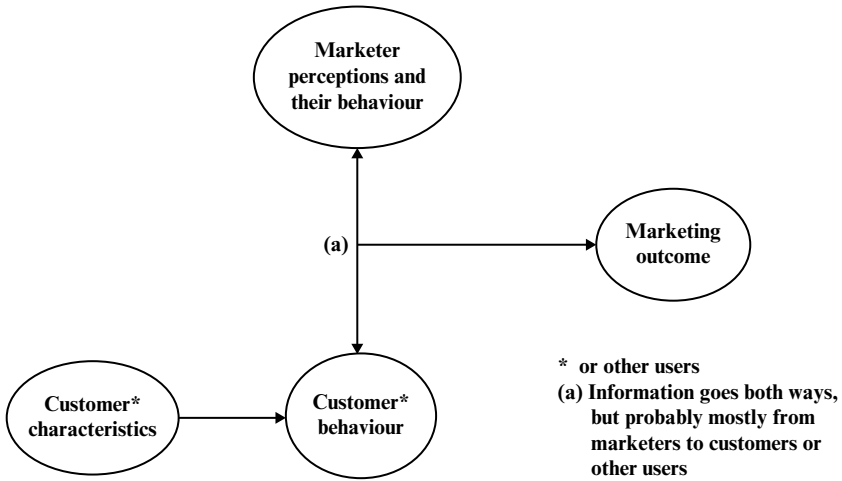 Marketer
perceptions and
their behaviour
(a)
Marketing
outcome
Customer*
characteristics
Customer*
behaviour
* or other users
(a) Information goes both ways,
but probably mostly from
marketers to customers or
other users